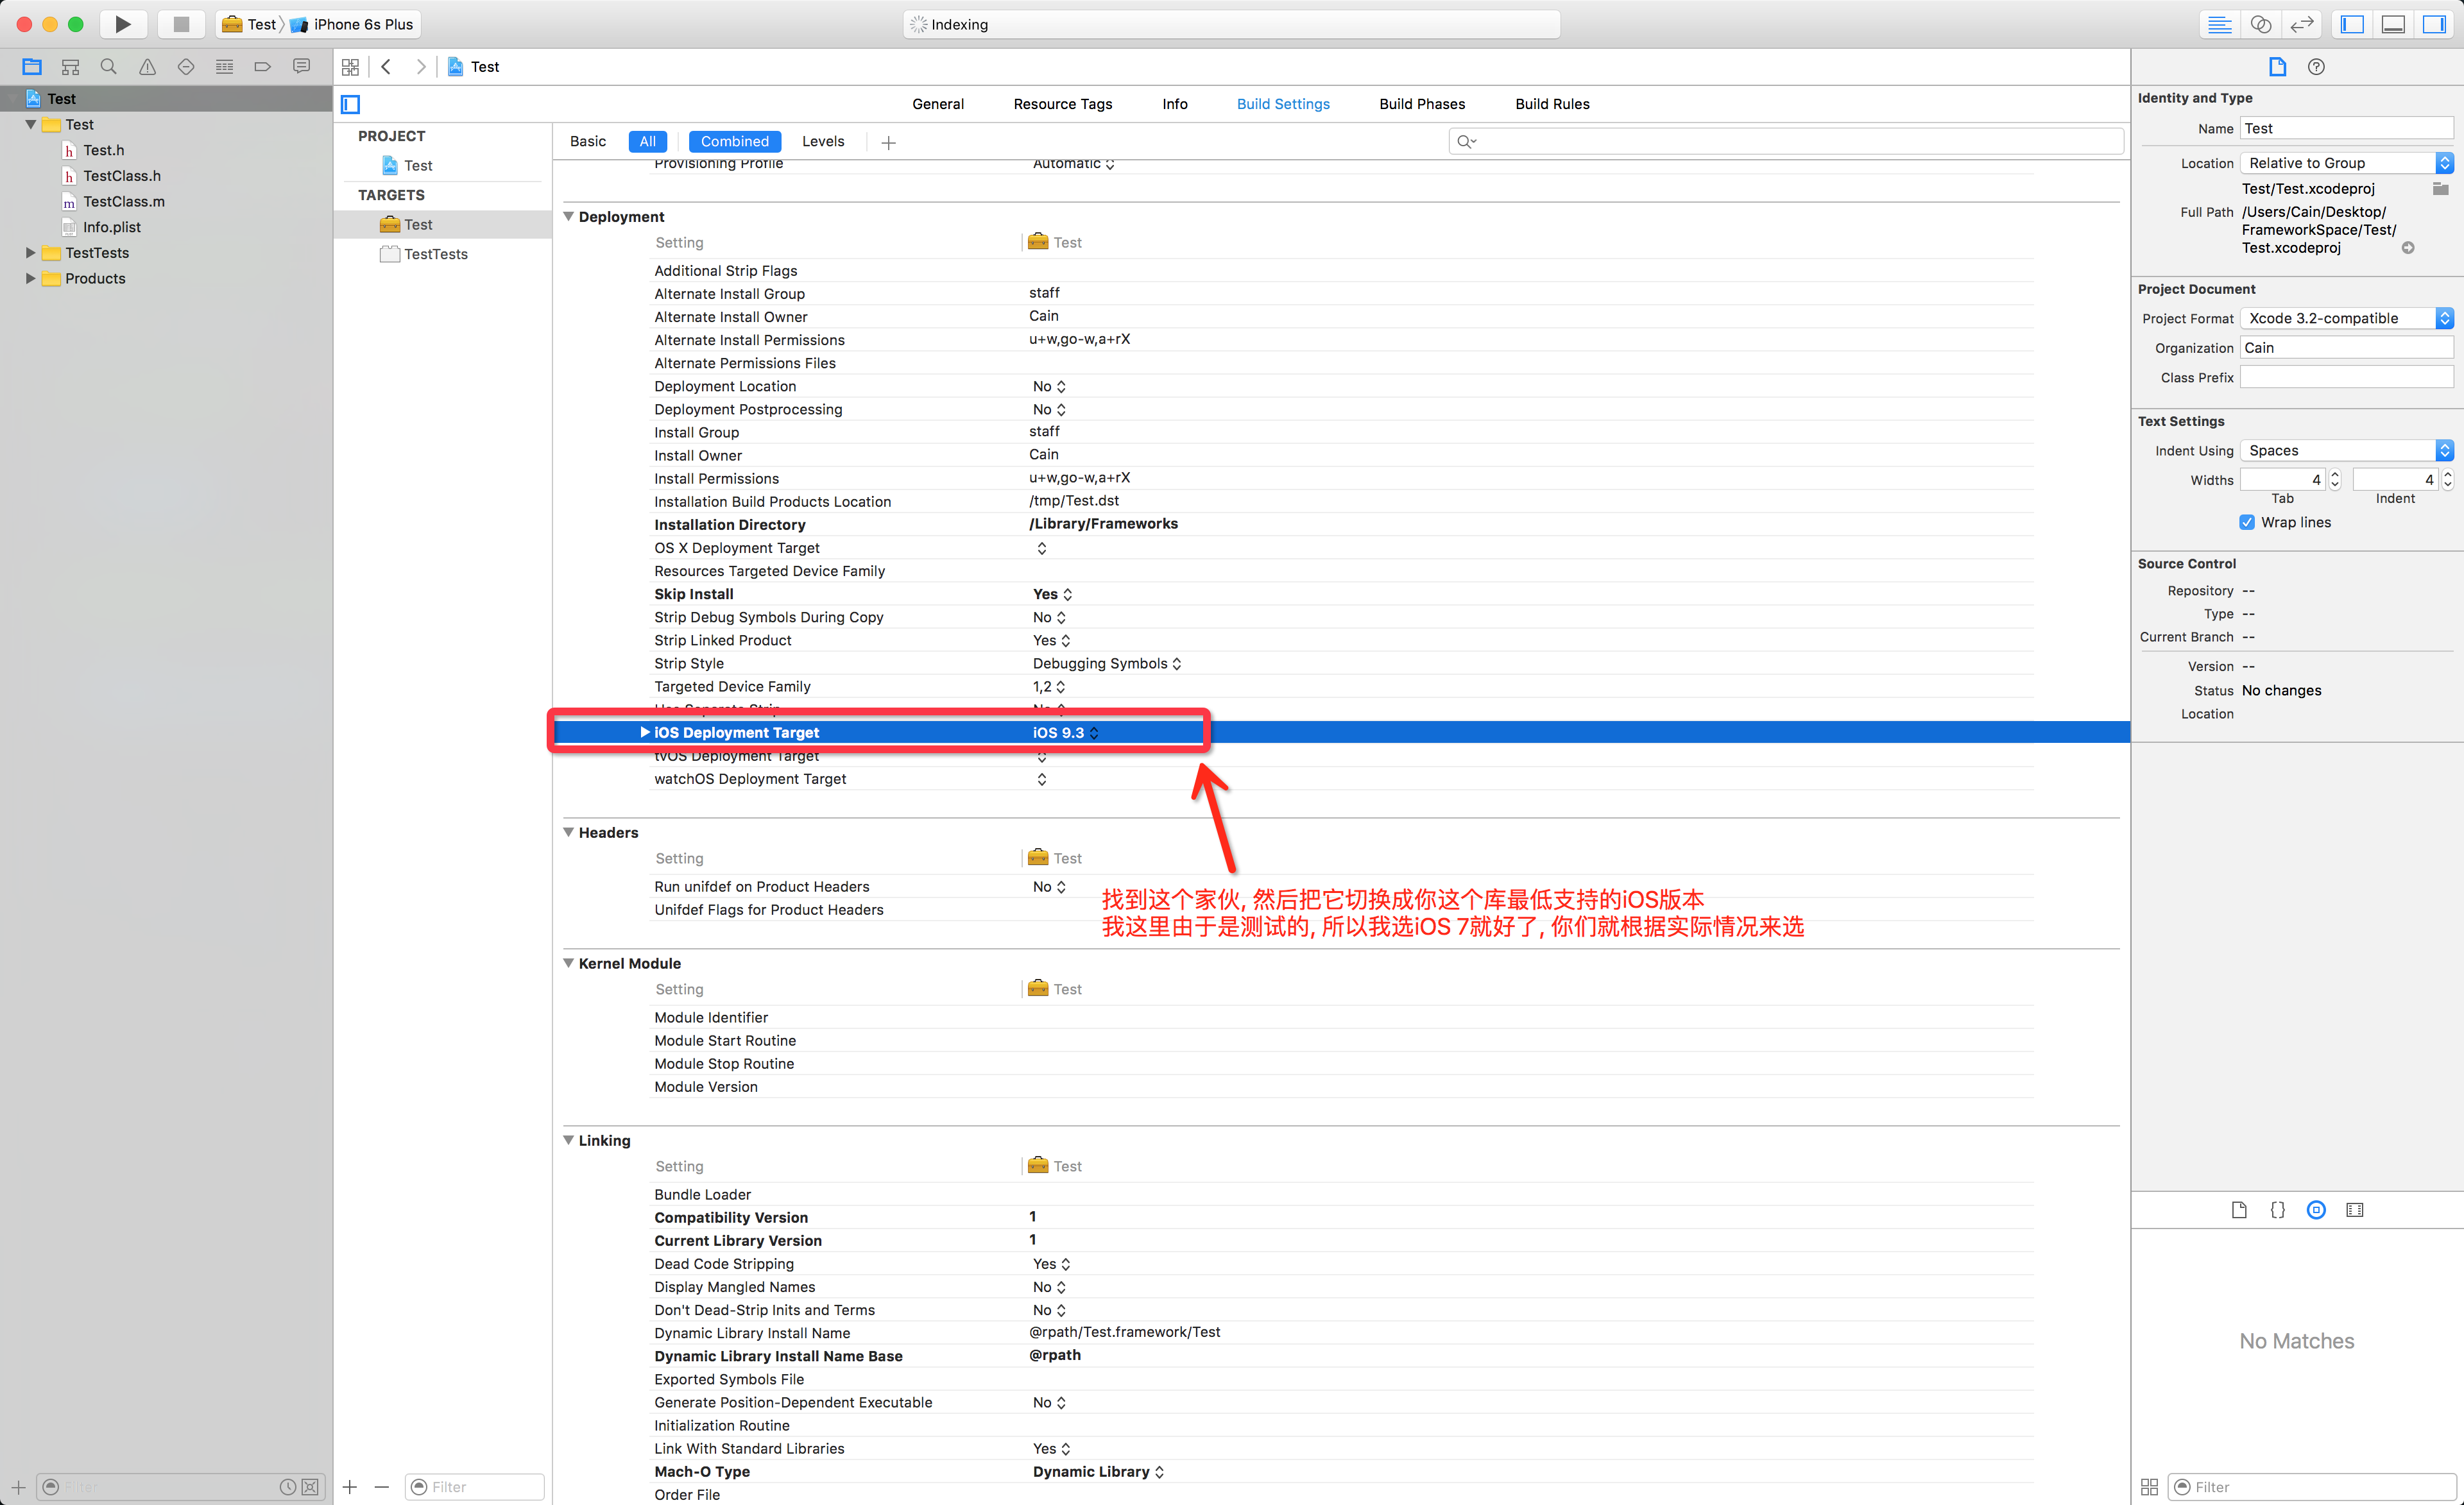 Test
iPhone 6s Plus
Indexing
Test
Test
Test
Test.h
TestClass.h
TestClass.m
Info.plist
TestTests
Products
Filter
General
Resource Tags
Info
Build Settings
Build Phases
Build Rules
PROJECT
Test
TARGETS
Test
TestTests
Filter
Basic
All
Combined
Levels
Provisioning Profile Automatic
Deployment
Setting Test
Additional Strip Flags
Alternate Install Group staff
Alternate Install Owner Cain
Alternate Install Permissions u+w,go-w,a+rX
Alternate Permissions Files
Deployment Location No
Deployment Postprocessing No
Install Group staff
Install Owner Cain
Install Permissions u+w,go-w,a+rX
Installation Build Products Location /tmp/Test.dst
Installation Directory /Library/Frameworks
OS X Deployment Target
Resources Targeted Device Family
Skip Install Yes
Strip Debug Symbols During Copy No
Strip Linked Product Yes
Strip Style Debugging Symbols
Targeted Device Family 1,2
Use Separate Strip No
iOS Deployment Target iOS 9.3
tvOS Deployment Target
watchOS Deployment Target
Headers
Setting Test
Run unifdef on Product Headers No
Unifdef Flags for Product Headers
找到这个家伙, 然后把它切换成你这个库最低支持的iOS版本
我这里由于是测试的, 所以我选iOS 7就好了, 你们就根据实际情况来选
Kernel Module
Setting Test
Module Identifier
Module Start Routine
Module Stop Routine
Module Version
Linking
Setting Test
Bundle Loader
Compatibility Version 1
Current Library Version 1
Dead Code Stripping Yes
Display Mangled Names No
Don't Dead-Strip Inits and Terms No
Dynamic Library Install Name @rpath/Test.framework/Test
Dynamic Library Install Name Base @rpath
Exported Symbols File
Generate Position-Dependent Executable No
Initialization Routine
Link With Standard Libraries Yes
Mach-O Type Dynamic Library
Order File
Identity and Type
Name Test
Location Relative to Group
Test/Test.xcodeproj
Full Path /Users/Cain/Desktop/
FrameworkSpace/Test/
Test.xcodeproj
Project Document
Project Format Xcode 3.2-compatible
Organization Cain
Class Prefix
Text Settings
Indent Using Spaces
Widths 4 4
Tab Indent
Wrap lines
Source Control
Repository --
Type --
Current Branch --
Version --
Status No changes
Location
No Matches
Filter